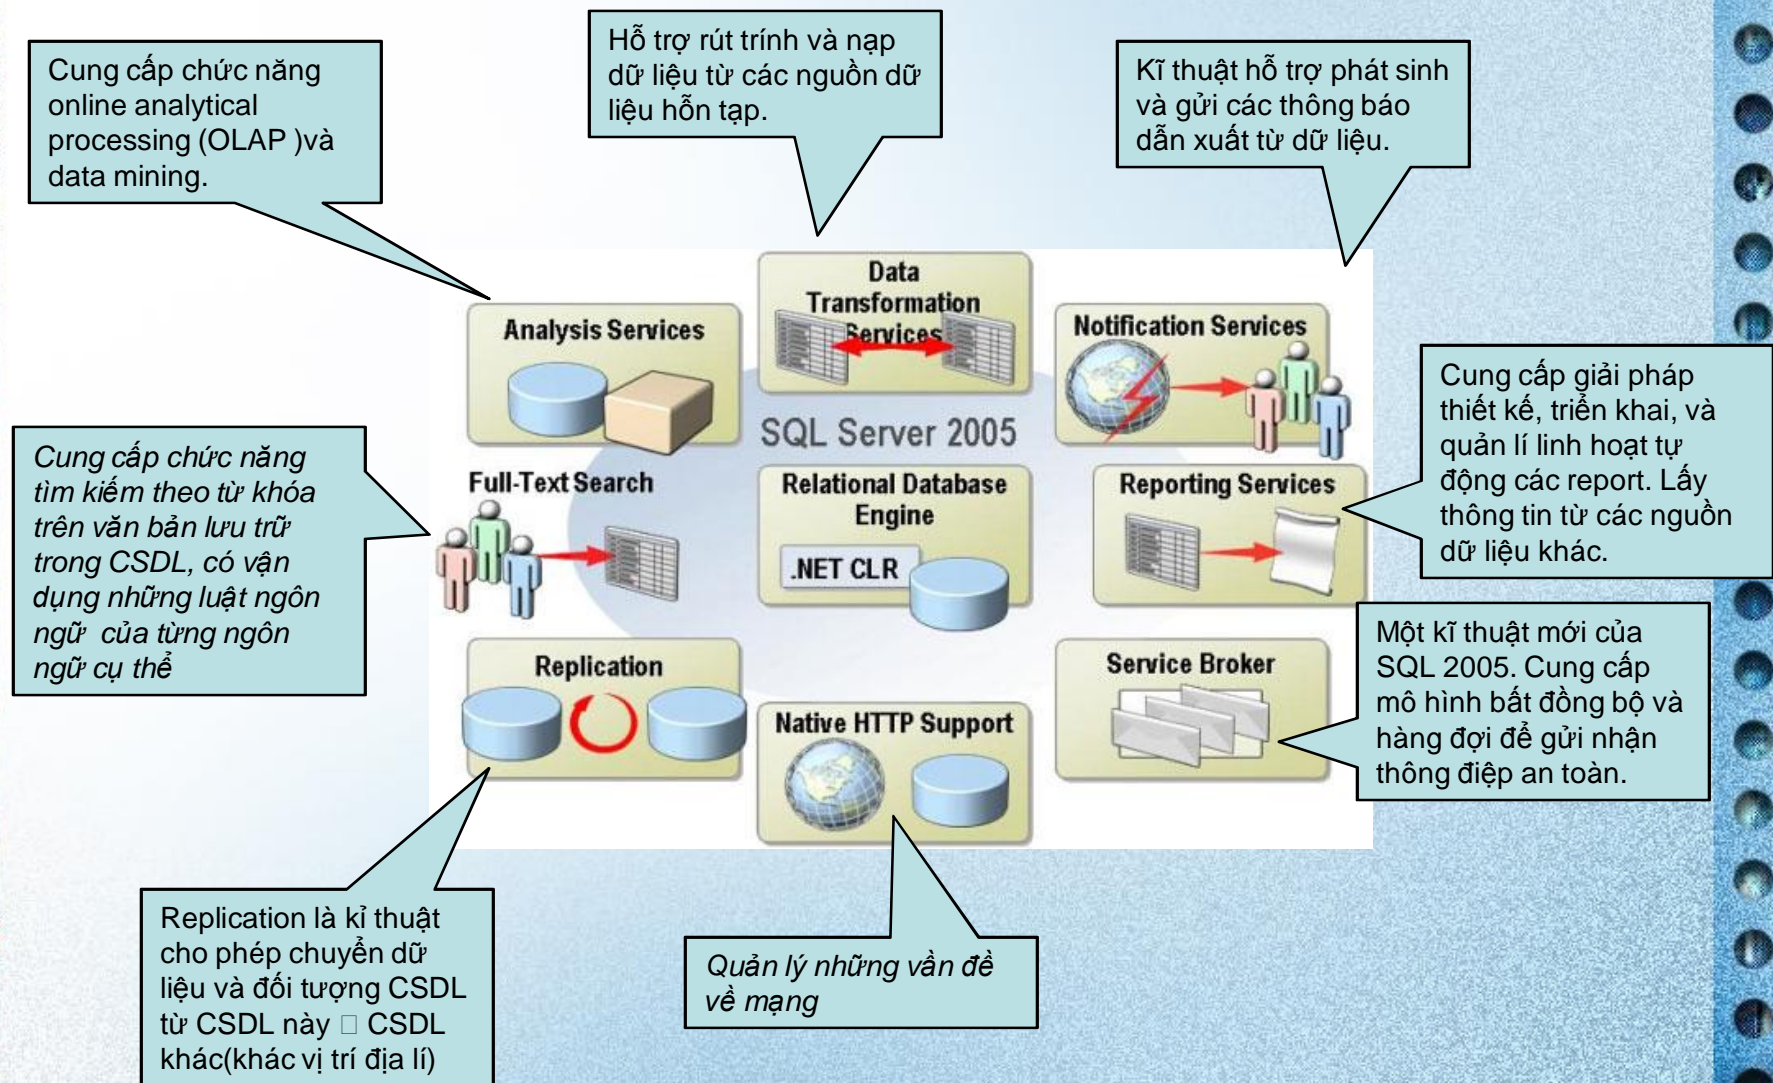 Cung cấp chức năng
online analytical
processing (OLAP )và
data mining.
Hỗ trợ rút trính và nạp
dữ liệu từ các nguồn dữ
liệu hỗn tạp.
Kĩ thuật hỗ trợ phát sinh
và gửi các thông báo
dẫn xuất từ dữ liệu.
Data
Transformation
Services
Analysis Services
Notification Services
Cung cấp giải pháp
thiết kế, triển khai, và
quản lí linh hoạt tự
động các report. Lấy
thông tin từ các nguồn
dữ liệu khác.
SQL Server 2005
Cung cấp chức năng
tìm kiếm theo từ khóa
trên văn bản lưu trữ
trong CSDL, có vận
dụng những luật ngôn
ngữ của từng ngôn
ngữ cụ thể
Full-Text Search
Relational Database
Engine
.NET CLR
Reporting Services
Một kĩ thuật mới của
SQL 2005. Cung cấp
mô hình bất đồng bộ và
hàng đợi để gửi nhận
thông điệp an toàn.
Replication
Service Broker
Native HTTP Support
Replication là kỉ thuật
cho phép chuyển dữ
liệu và đối tượng CSDL
từ CSDL này □ CSDL
khác(khác vị trí địa lí)
Quản lý những vần đề
về mạng